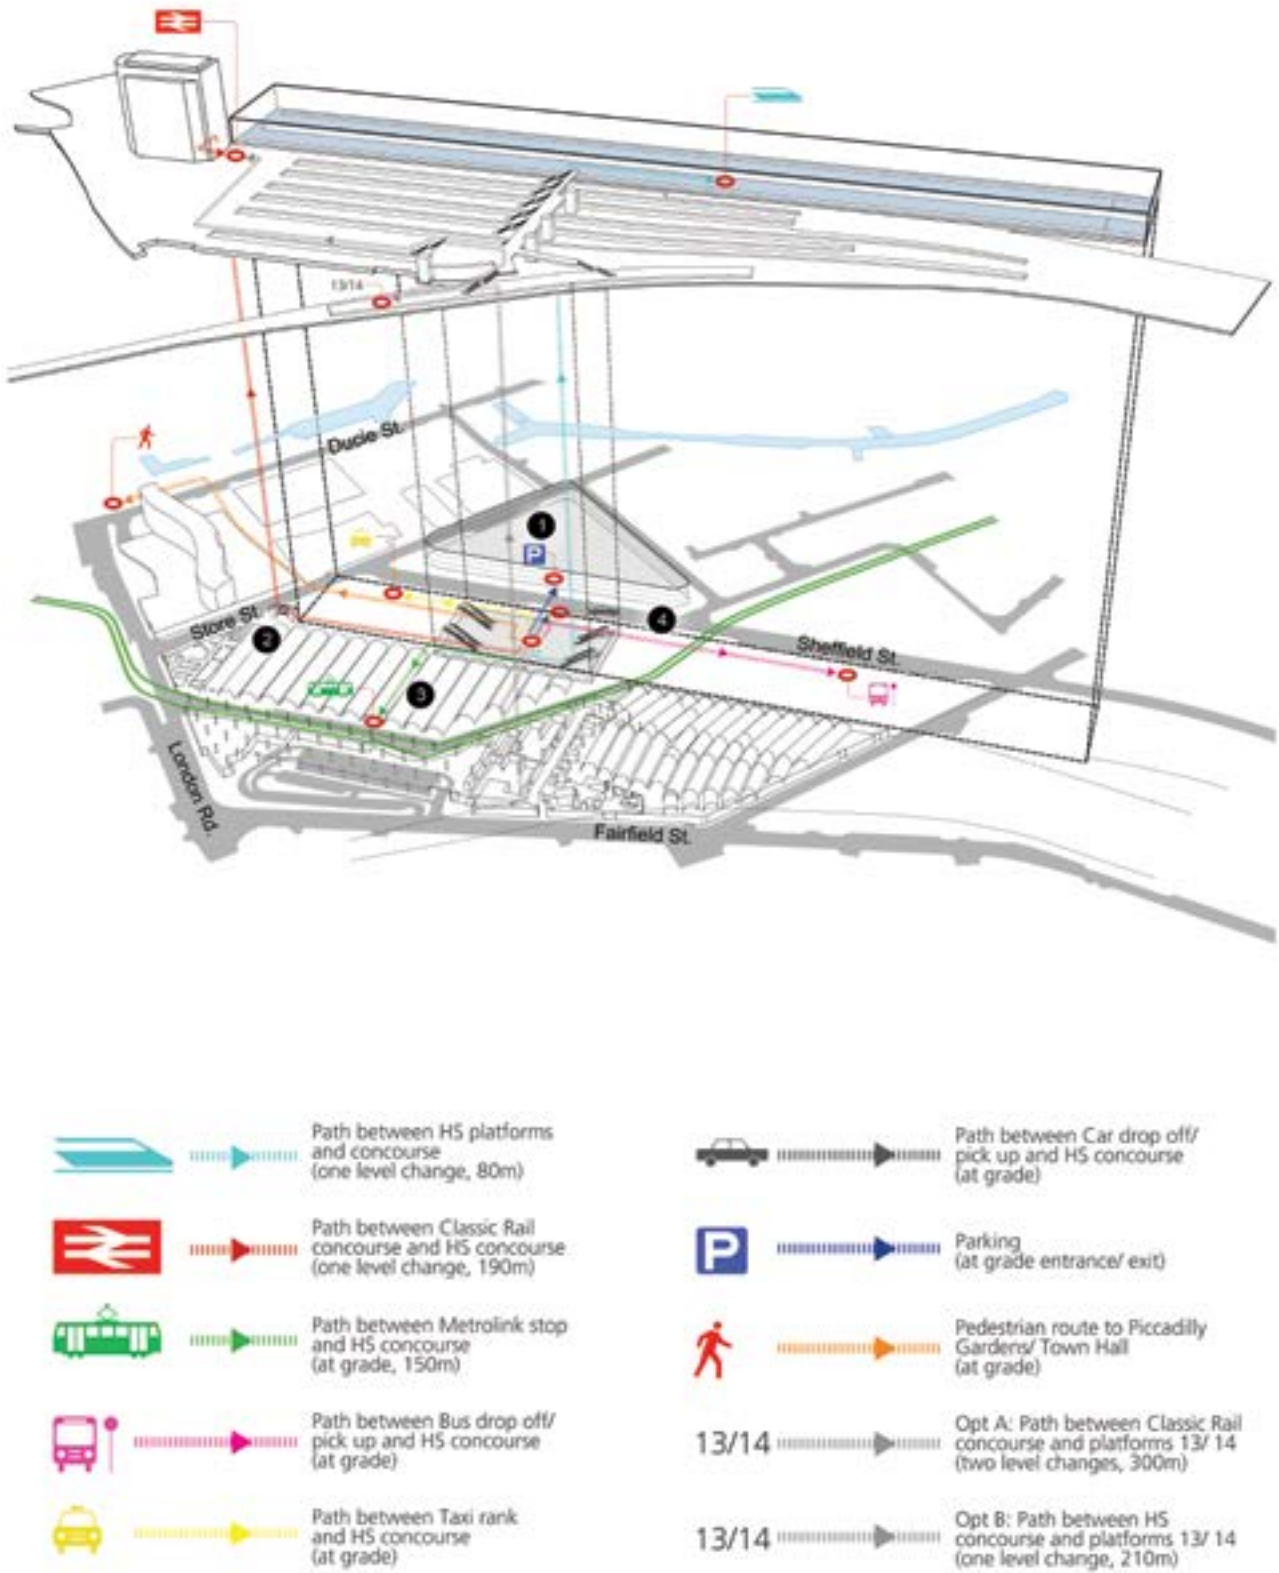 13/14
Ducie St.
1
P
Store St.
2
4
Sheffield St.
3
London Rd.
Fairfield St.
Path between HS platforms
and concourse
(one level change, 80m)
Path between Classic Rail
concourse and HS concourse
(one level change, 190m)
Path between Metrolink stop
and HS concourse
(at grade, 150m)
Path between Bus drop off/
pick up and HS concourse
(at grade)
Path between Taxi rank
and HS concourse
(at grade)
Path between Car drop off/
pick up and HS concourse
(at grade)
P
Parking
(at grade entrance/ exit)
Pedestrian route to Piccadilly
Gardens/ Town Hall
(at grade)
13/14
Opt A: Path between Classic Rail
concourse and platforms 13/ 14
(two level changes, 300m)
13/14
Opt B: Path between HS
concourse and platforms 13/ 14
(one level change, 210m)